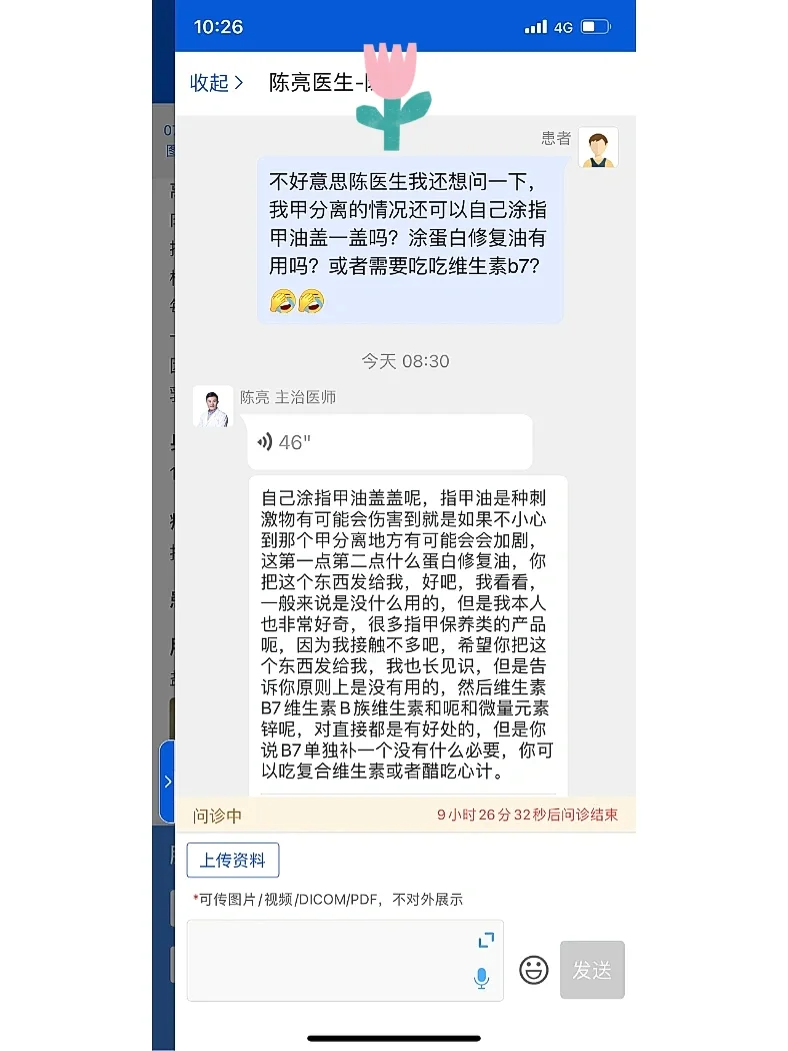 10:26
4G
收起
陈亮医生-
患者
不好意思陈医生我还想问一下，
我甲分离的情况还可以自己涂指
甲油盖一盖吗？涂蛋白修复油有
用吗？或者需要吃吃维生素b7？
今天 08:30
陈亮 主治医师
46"
自己涂指甲油盖盖呢，指甲油是种刺
激物有可能会伤害到就是如果不小心
到那个甲分离地方有可能会会加剧，
这第一点第二点什么蛋白修复油，你
把这个东西发给我，好吧，我看看，
一般来说是没什么用的，但是我本人
也非常好奇，很多指甲保养类的产品
呃，因为我接触不多吧，希望你把这
个东西发给我，我也长见识，但是告
诉你原则上是没有用的，然后维生素
B7维生素B族维生素和呃和微量元素
锌呢，对直接都是有好处的，但是你
说B7单独补一个没有什么必要，你可
以吃复合维生素或者醋吃心计。
问诊中
9小时26分32秒后问诊结束
上传资料
*可传图片/视频/DICOM/PDF，不对外展示
发送